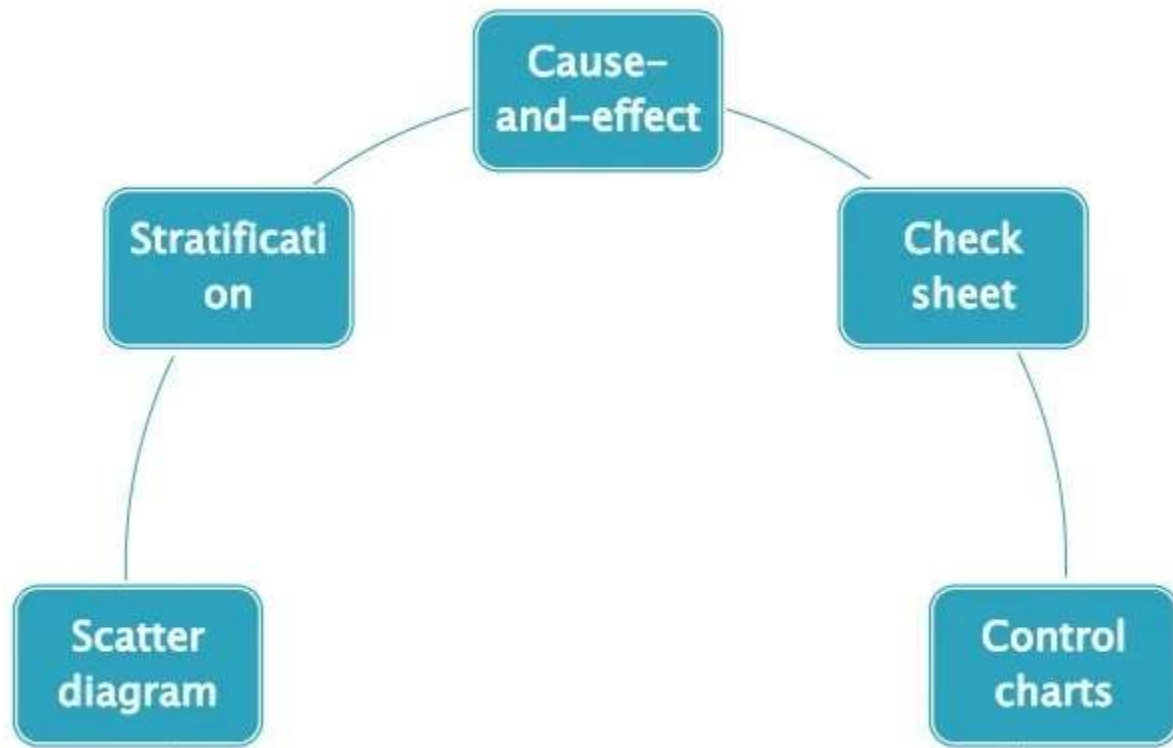 Cause-
and-effect
Stratificati
on
Check
sheet
Scatter
diagram
Control
charts